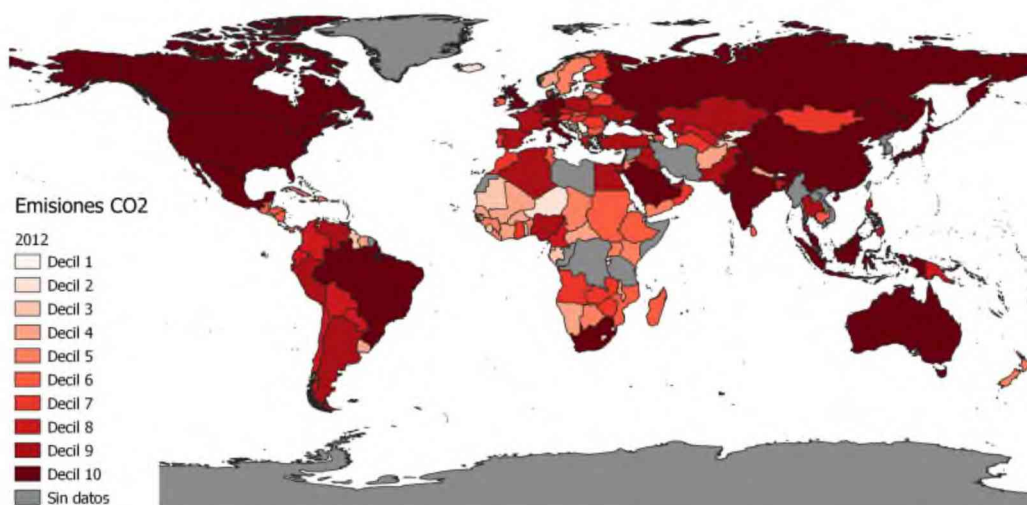 Emisiones CO2
2012
Decil 1
Decil 2
Decil 3
Decil 4
Decil 5
Decil 6
Decil 7
Decil 8
Decil 9
Decil 10
Sin datos